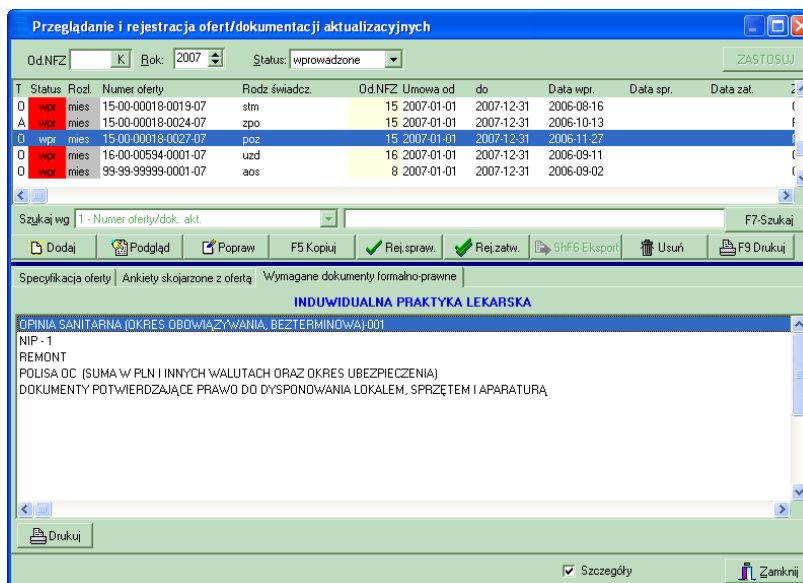 Przeglądanie i rejestracja ofert/dokumentacji aktualizacyjnych
Od.NFZ K Rok: 2007 Status: wprowadzone ZASTOSUJ
T Status Rozl. Numer oferty Rodz świadcz. Od.NFZ Umowa od do Data wpr. Data spr. Data zat.
O wpr mies 15-00-00018-0019-07 stm 15 2007-01-01 2007-12-31 2006-08-16
A wpr mies 15-00-00018-0024-07 zpo 15 2007-01-01 2007-12-31 2006-10-13
O wpr mies 15-00-00018-0027-07 poz 15 2007-01-01 2007-12-31 2006-11-27
O wpr mies 16-00-00594-0001-07 uzd 16 2007-01-01 2007-12-31 2006-09-11
O wpr mies 99-99-99999-0001-07 aos 8 2007-01-01 2007-12-31 2006-09-02
Szukaj wg 1 - Numer oferty/dok. akt. F7-Szukaj
Dodaj Podgląd Popraw F5 Kopiuj Rej.spraw. Rej.zatw. ShF6 Eksport Usuń F9 Drukuj
Specyfikacja oferty Ankiety skojarzone z ofertą Wymagane dokumenty formalno-prawne
INDUWIDUALNA PRAKTYKA LEKARSKA
OPINIA SANITARNA (OKRES OBOWIĄZYWANIA, BEZTERMINOWA)-001
NIP - 1
REMONT
POLISA OC (SUMA W PLN I INNYCH WALUTACH ORAZ OKRES UBEZPIECZENIA)
DOKUMENTY POTWIERDZAJĄCE PRAWO DO DYSPONOWANIA LOKALEM, SPRZĘTEM I APARATURĄ
Drukuj
Szczegóły Zamknij